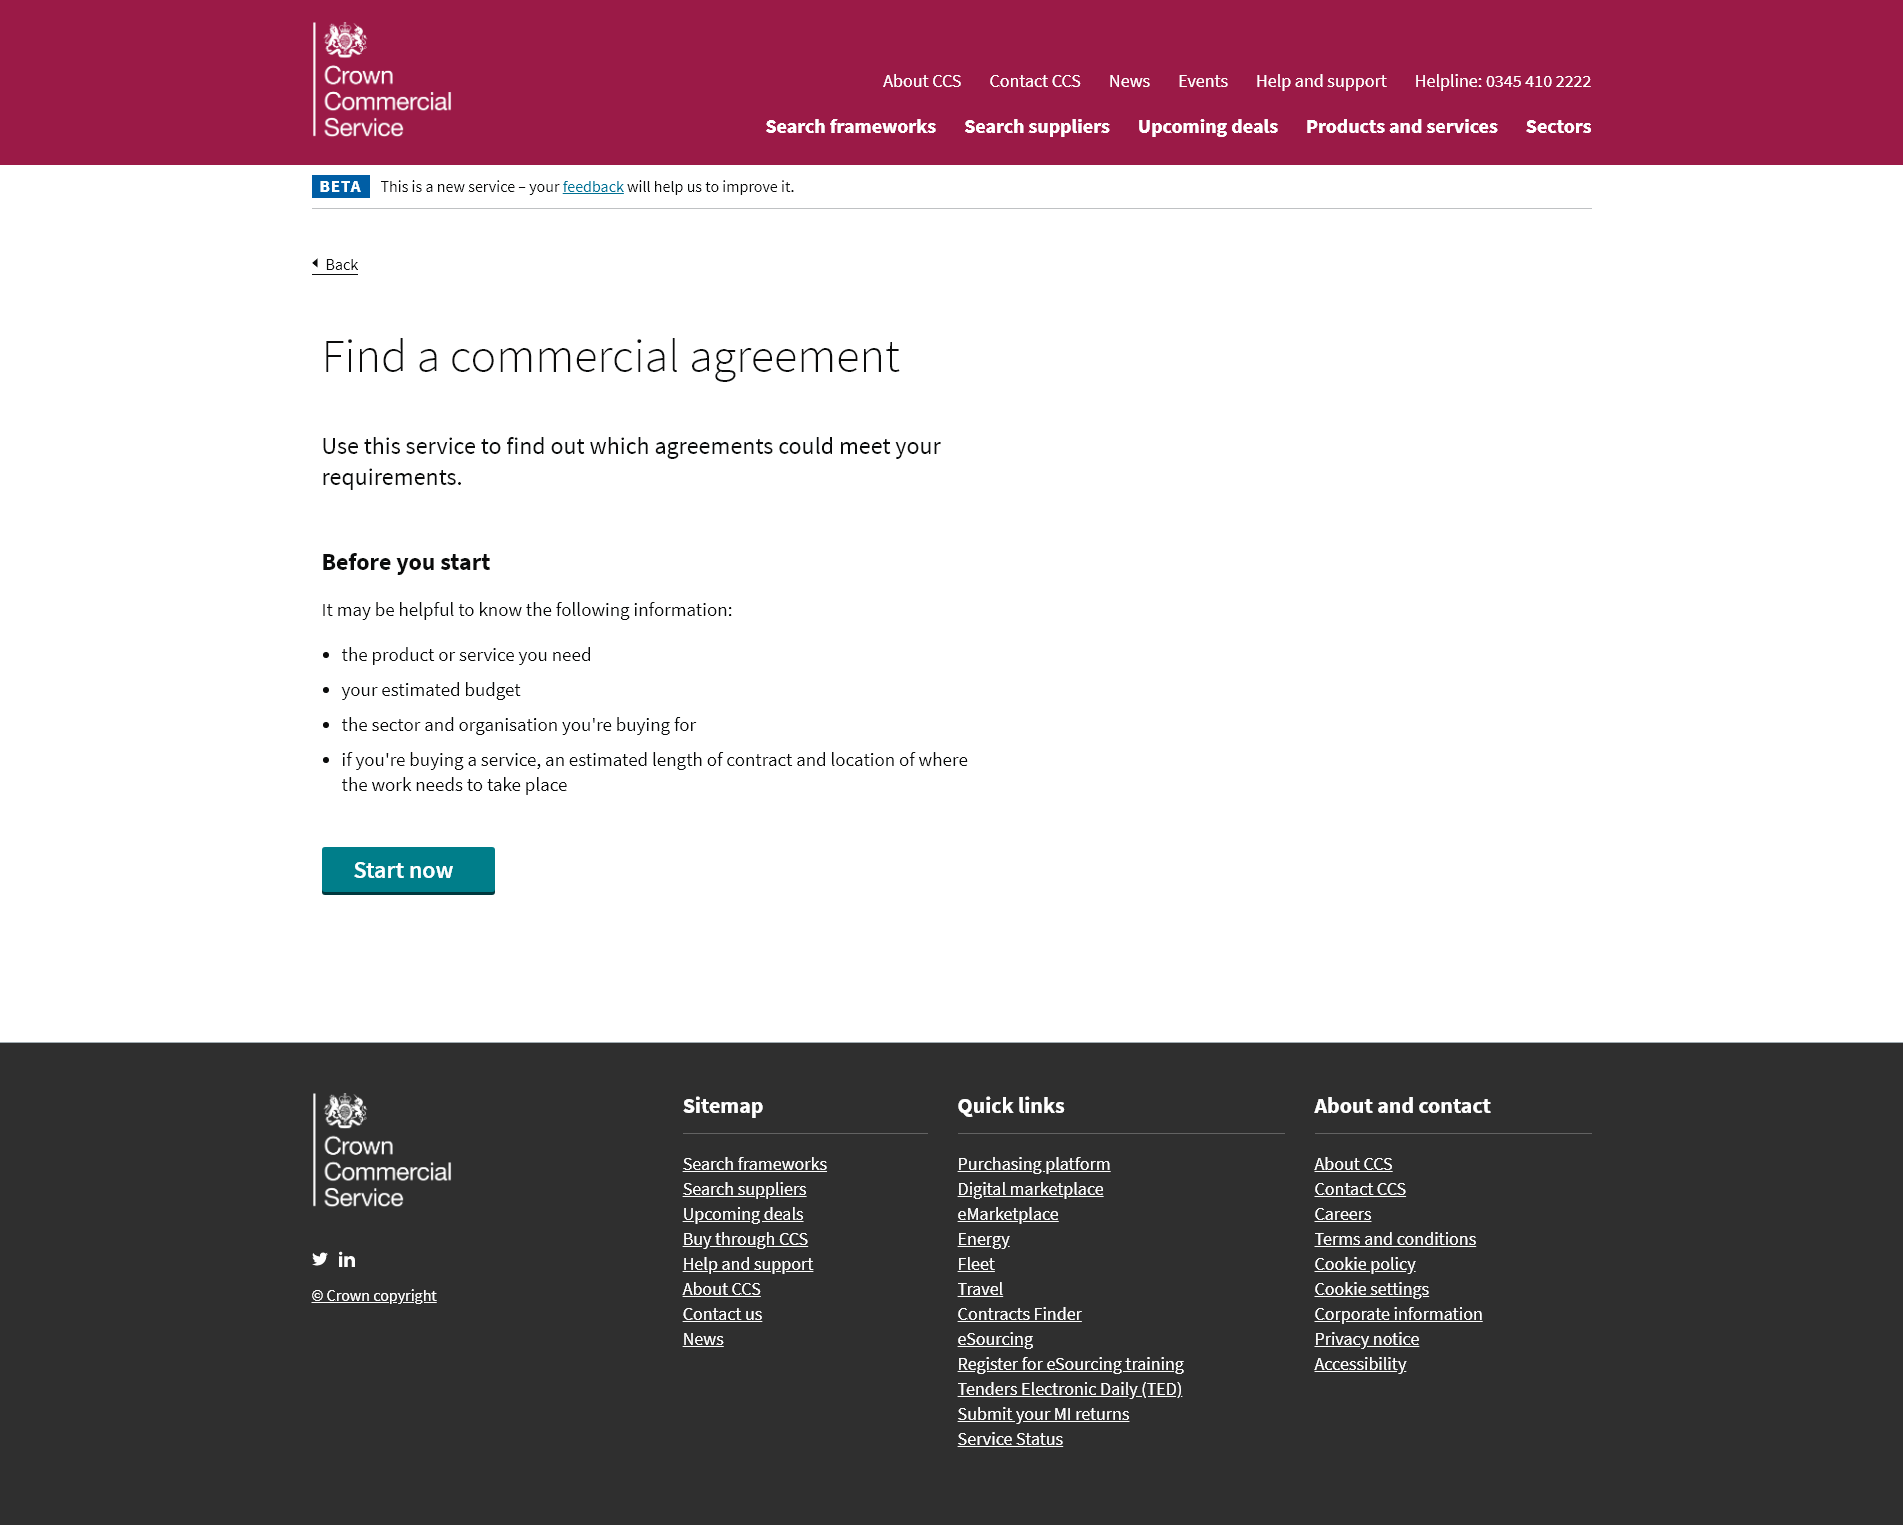 Crown
Commercial
Service
About CCS
Contact CCS
News
Events
Help and support
Helpline: 0345 410 2222
Search frameworks
Search suppliers
Upcoming deals
Products and services
Sectors
BETA
This is a new service – your feedback will help us to improve it.
Back
Find a commercial agreement
Use this service to find out which agreements could meet your
requirements.
Before you start
It may be helpful to know the following information:
• the product or service you need
• your estimated budget
• the sector and organisation you're buying for
• if you're buying a service, an estimated length of contract and location of where
the work needs to take place
Start now
Crown
Commercial
Service
© Crown copyright
Sitemap
Search frameworks
Search suppliers
Upcoming deals
Buy through CCS
Help and support
About CCS
Contact us
News
Quick links
Purchasing platform
Digital marketplace
eMarketplace
Energy
Fleet
Travel
Contracts Finder
eSourcing
Register for eSourcing training
Tenders Electronic Daily (TED)
Submit your MI returns
Service Status
About and contact
About CCS
Contact CCS
Careers
Terms and conditions
Cookie policy
Cookie settings
Corporate information
Privacy notice
Accessibility